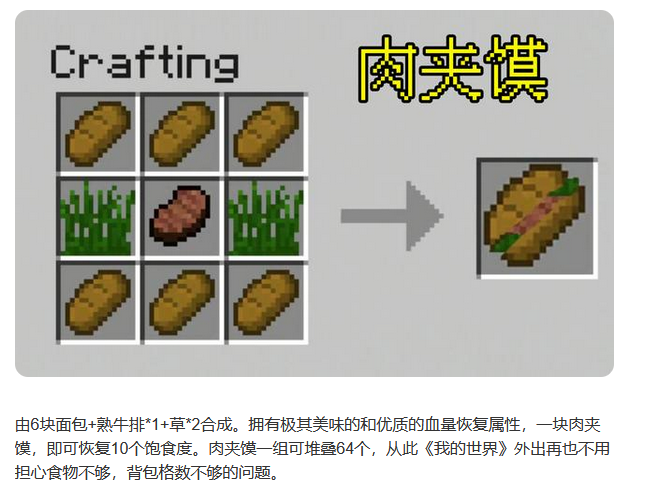 Crafting
肉夹馍
由6块面包+熟牛排*1+草*2合成。拥有极其美味的和优质的血量恢复属性，一块肉夹
馍，即可恢复10个饱食度。肉夹馍一组可堆叠64个，从此《我的世界》外出再也不用
担心食物不够，背包格数不够的问题。